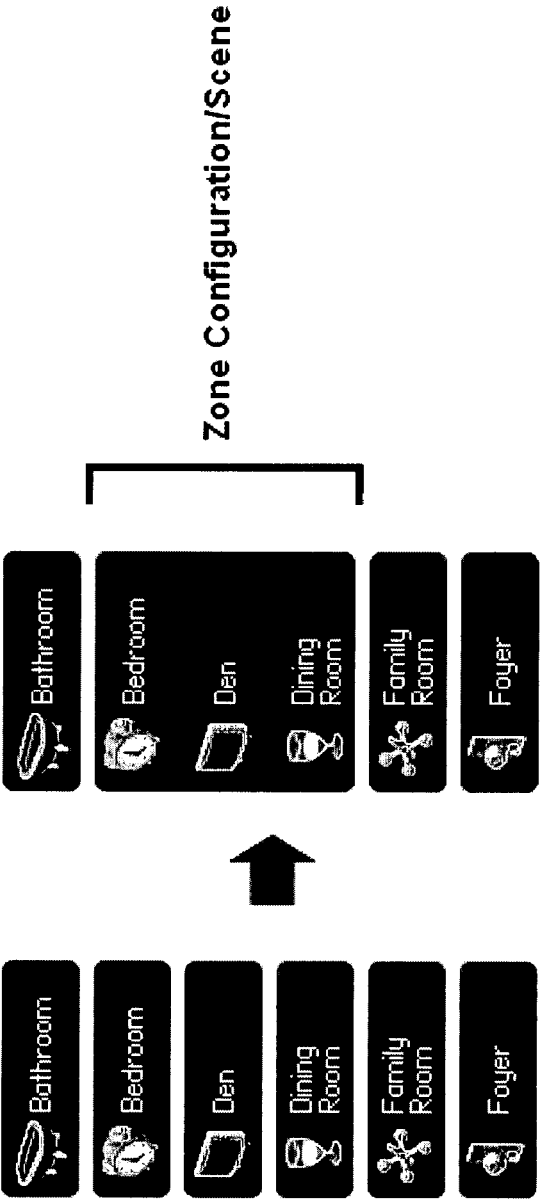 Bathroom
Bedroom
Den
Dining
Room
Family
Room
Foyer
Bathroom
Bedroom
Den
Dining
Room
Family
Room
Foyer
Zone Configuration/Scene